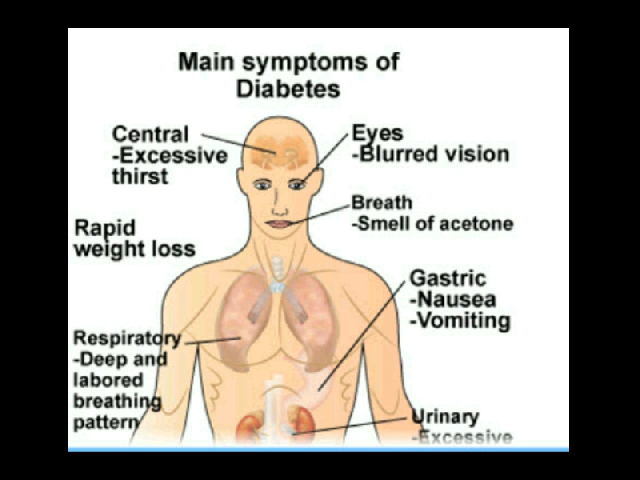 Main symptoms of
Diabetes
Central
-Excessive
thirst
Eyes
-Blurred vision
Breath
-Smell of acetone
Rapid
weight loss
Gastric
-Nausea
-Vomiting
Respiratory
-Deep and
labored
breathing
pattern
Urinary
-Excessive